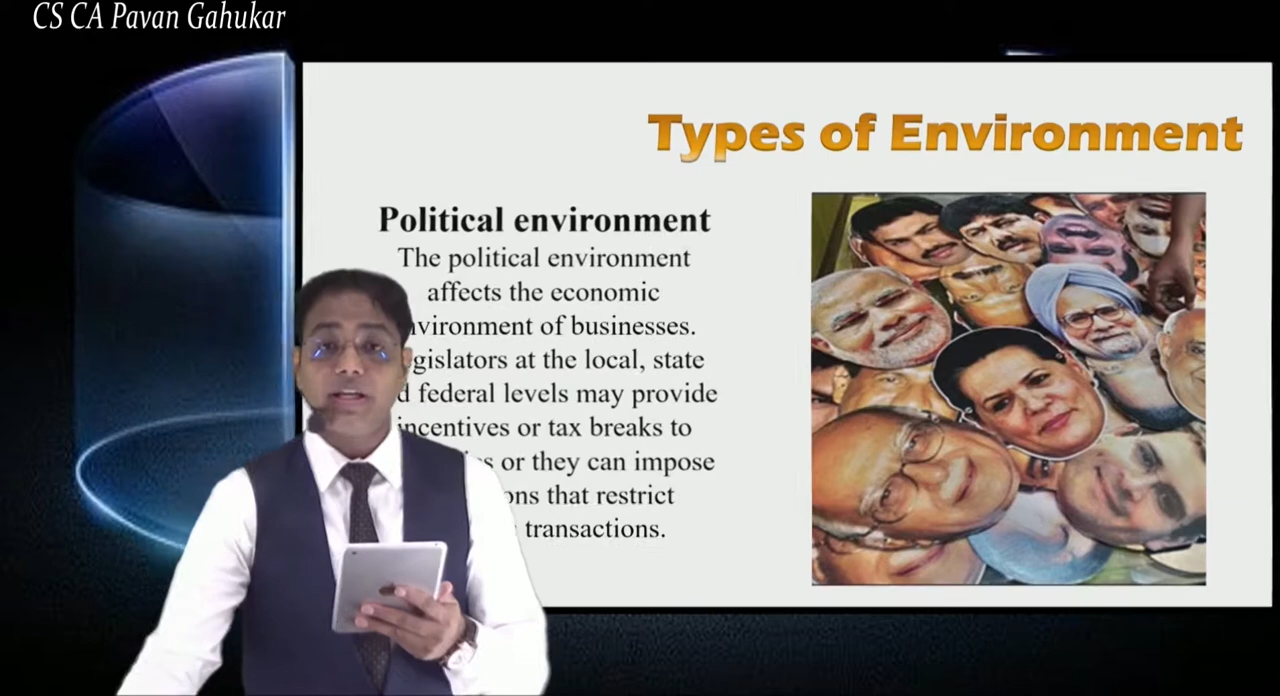 CS CA Pavan Gahukar
Types of Environment
Political environment
The political environment
affects the economic
nvironment of businesses.
gislators at the local, state
d federal levels may provide
incentives or tax breaks to
s or they can impose
ons that restrict
transactions.